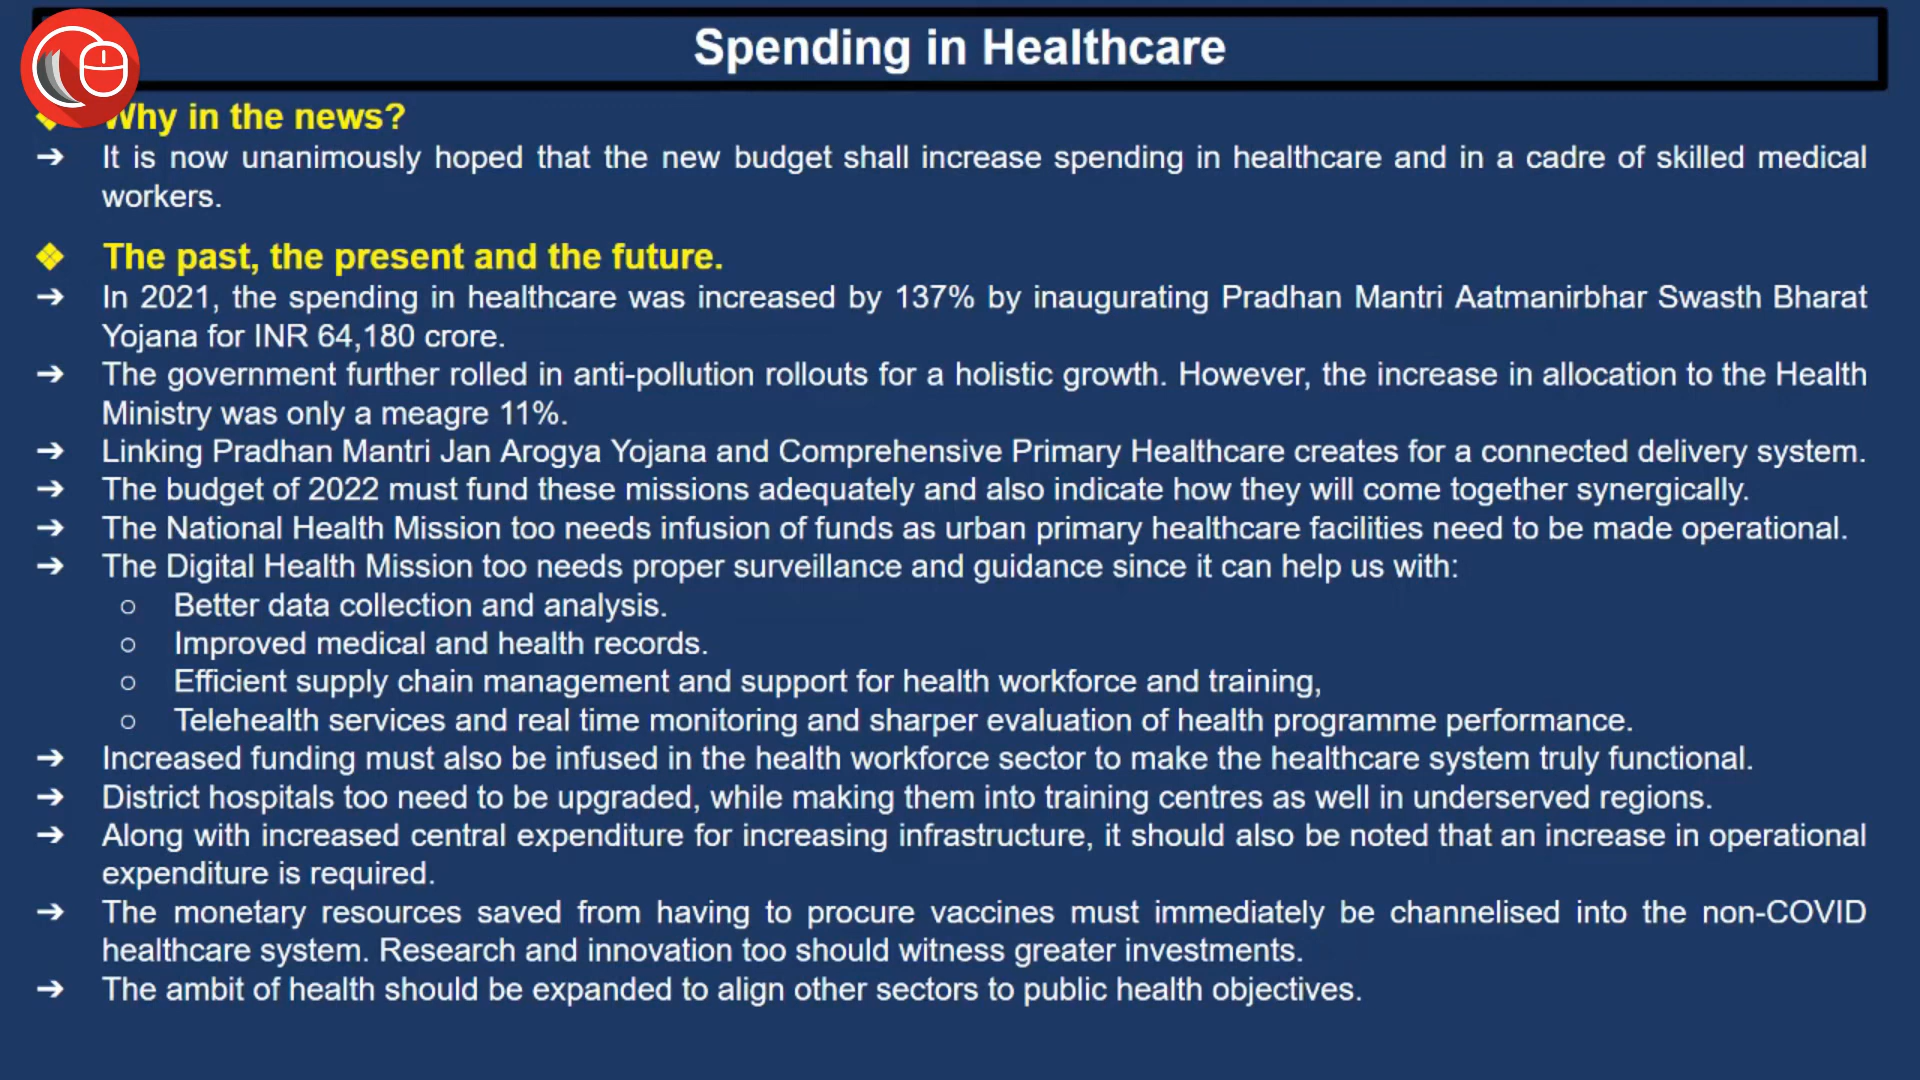 Spending in Healthcare
❖ Why in the news?
➔ It is now unanimously hoped that the new budget shall increase spending in healthcare and in a cadre of skilled medical
workers.
❖ The past, the present and the future.
➔ In 2021, the spending in healthcare was increased by 137% by inaugurating Pradhan Mantri Aatmanirbhar Swasth Bharat
Yojana for INR 64,180 crore.
➔ The government further rolled in anti-pollution rollouts for a holistic growth. However, the increase in allocation to the Health
Ministry was only a meagre 11%.
➔ Linking Pradhan Mantri Jan Arogya Yojana and Comprehensive Primary Healthcare creates for a connected delivery system.
➔ The budget of 2022 must fund these missions adequately and also indicate how they will come together synergically.
➔ The National Health Mission too needs infusion of funds as urban primary healthcare facilities need to be made operational.
➔ The Digital Health Mission too needs proper surveillance and guidance since it can help us with:
○ Better data collection and analysis.
○ Improved medical and health records.
○ Efficient supply chain management and support for health workforce and training,
○ Telehealth services and real time monitoring and sharper evaluation of health programme performance.
➔ Increased funding must also be infused in the health workforce sector to make the healthcare system truly functional.
➔ District hospitals too need to be upgraded, while making them into training centres as well in underserved regions.
➔ Along with increased central expenditure for increasing infrastructure, it should also be noted that an increase in operational
expenditure is required.
➔ The monetary resources saved from having to procure vaccines must immediately be channelised into the non-COVID
healthcare system. Research and innovation too should witness greater investments.
➔ The ambit of health should be expanded to align other sectors to public health objectives.